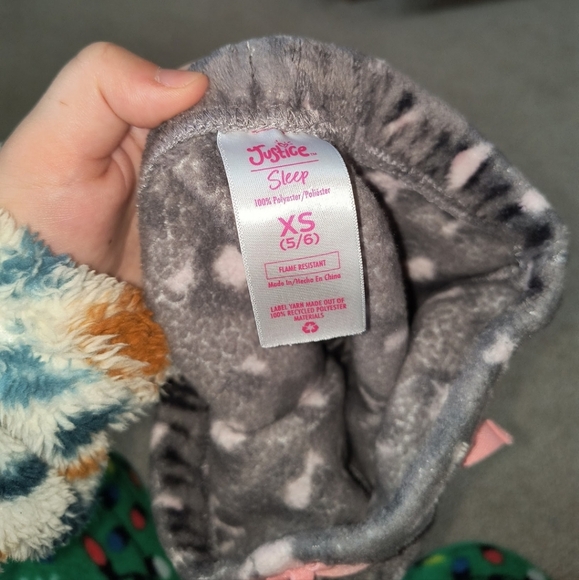 Justice
Sleep
100% Polyester/Poliéster
XS
(5/6)
FLAME RESISTANT
Made In/Hecho En China
LABEL YARN MADE OUT OF
100% RECYCLED POLYESTER
MATERIALS